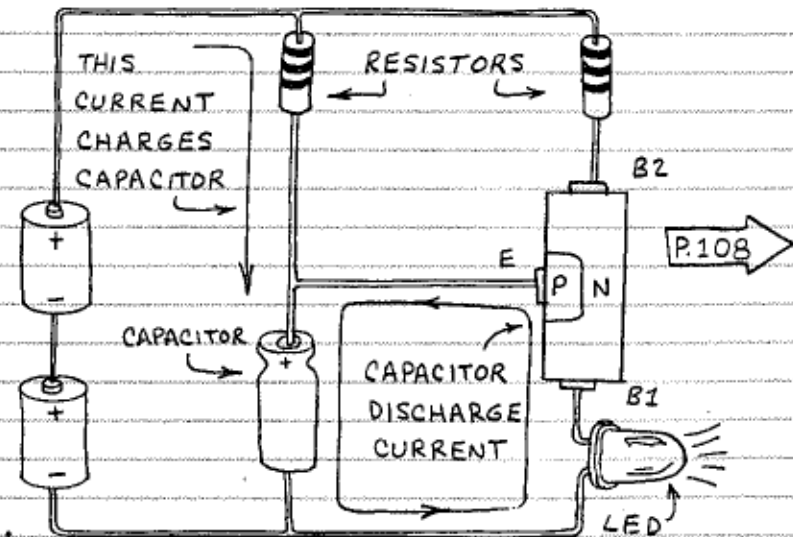 THIS
CURRENT
CHARGES
CAPACITOR
RESISTORS
B2
P.108
+
-
E
P N
CAPACITOR
+
CAPACITOR
DISCHARGE
CURRENT
B1
+
-
LED